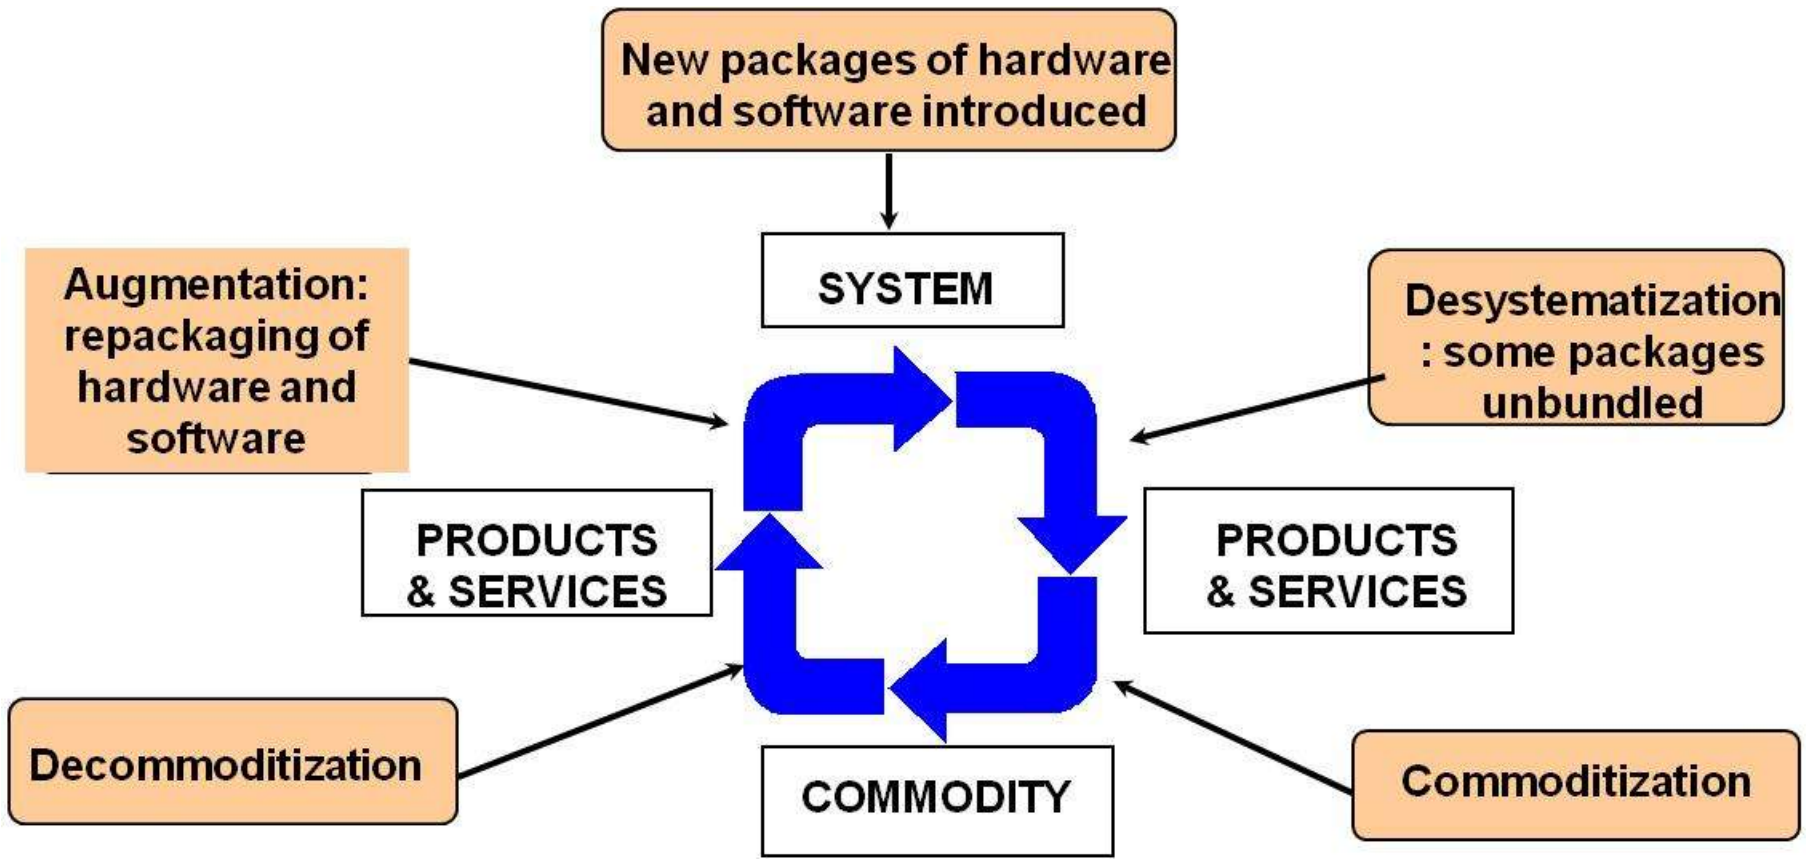 New packages of hardware
and software introduced
SYSTEM
Augmentation:
repackaging of
hardware and
software
Desystematization
: some packages
unbundled
PRODUCTS
& SERVICES
PRODUCTS
& SERVICES
Decommoditization
COMMODITY
Commoditization